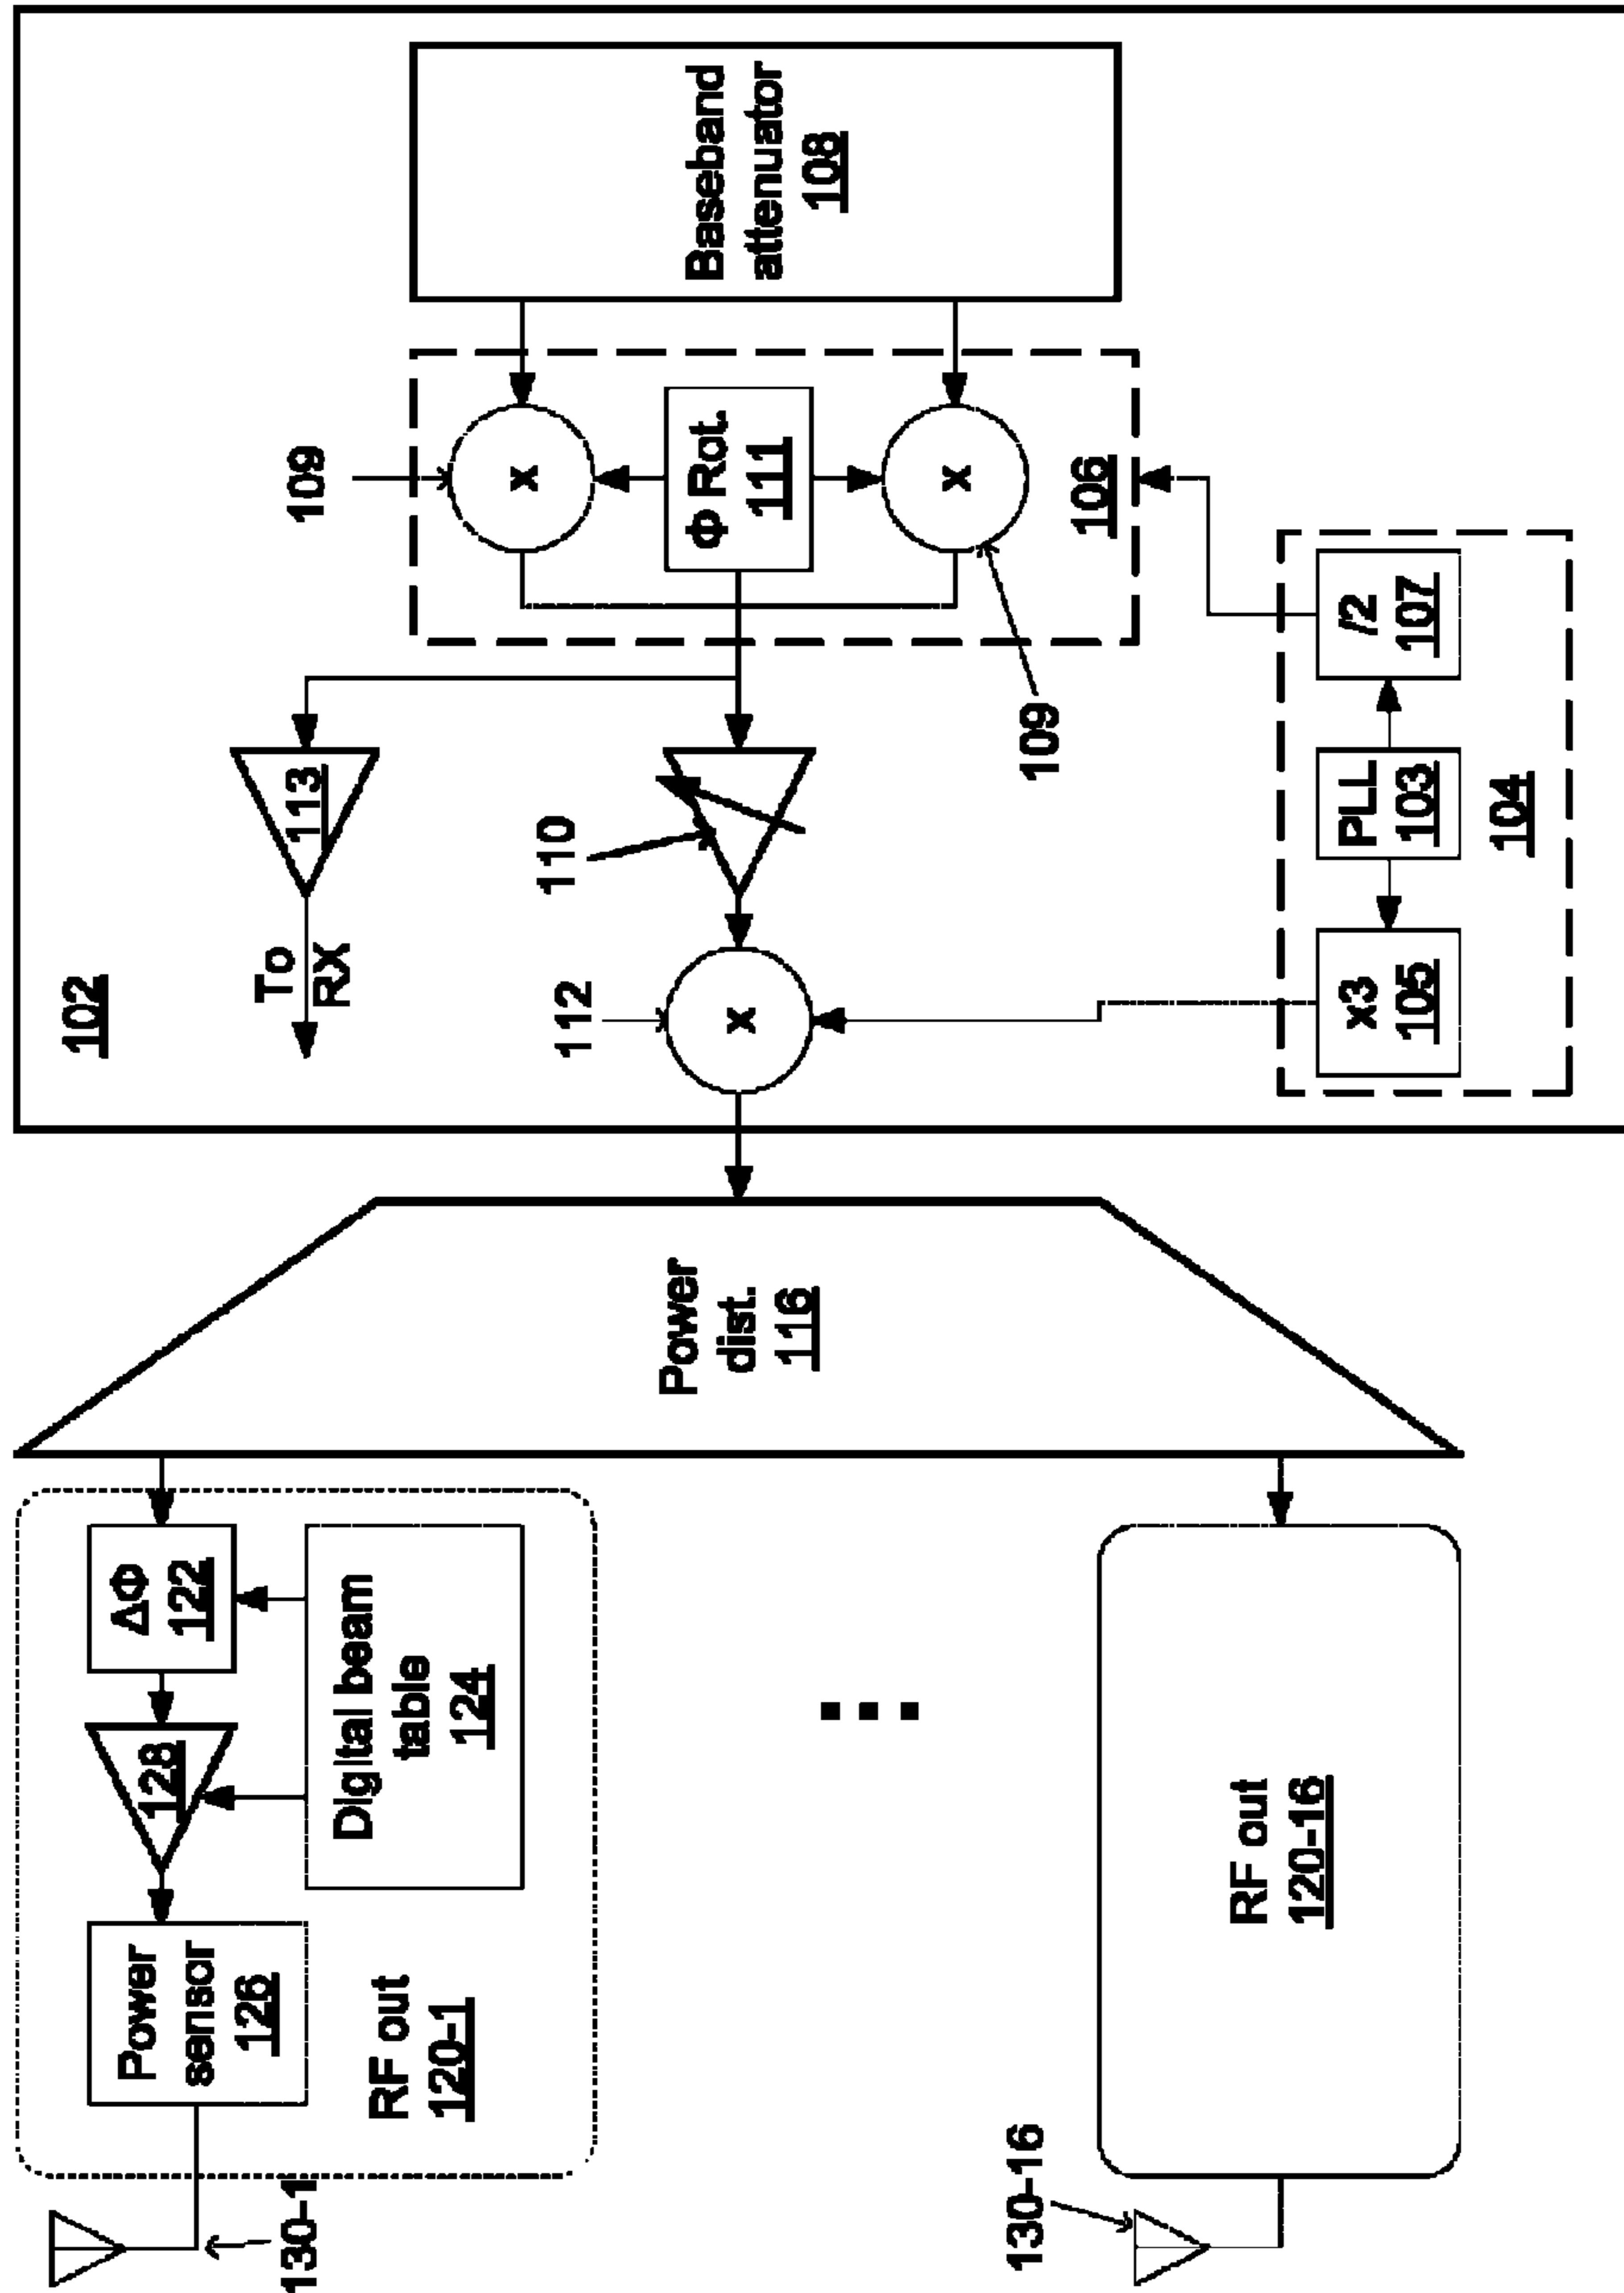 102
To
RX
113
109
Baseband
attenuator
108
x
Φ Rot.
111
x
106
109
110
112
x
x3
105
PLL
103
/2
107
104
Power
dist.
116
ΔΦ
122
128
Digital beam
table
124
Power
sensor
126
RF out
120-1
130-1
RF out
120-16
130-16